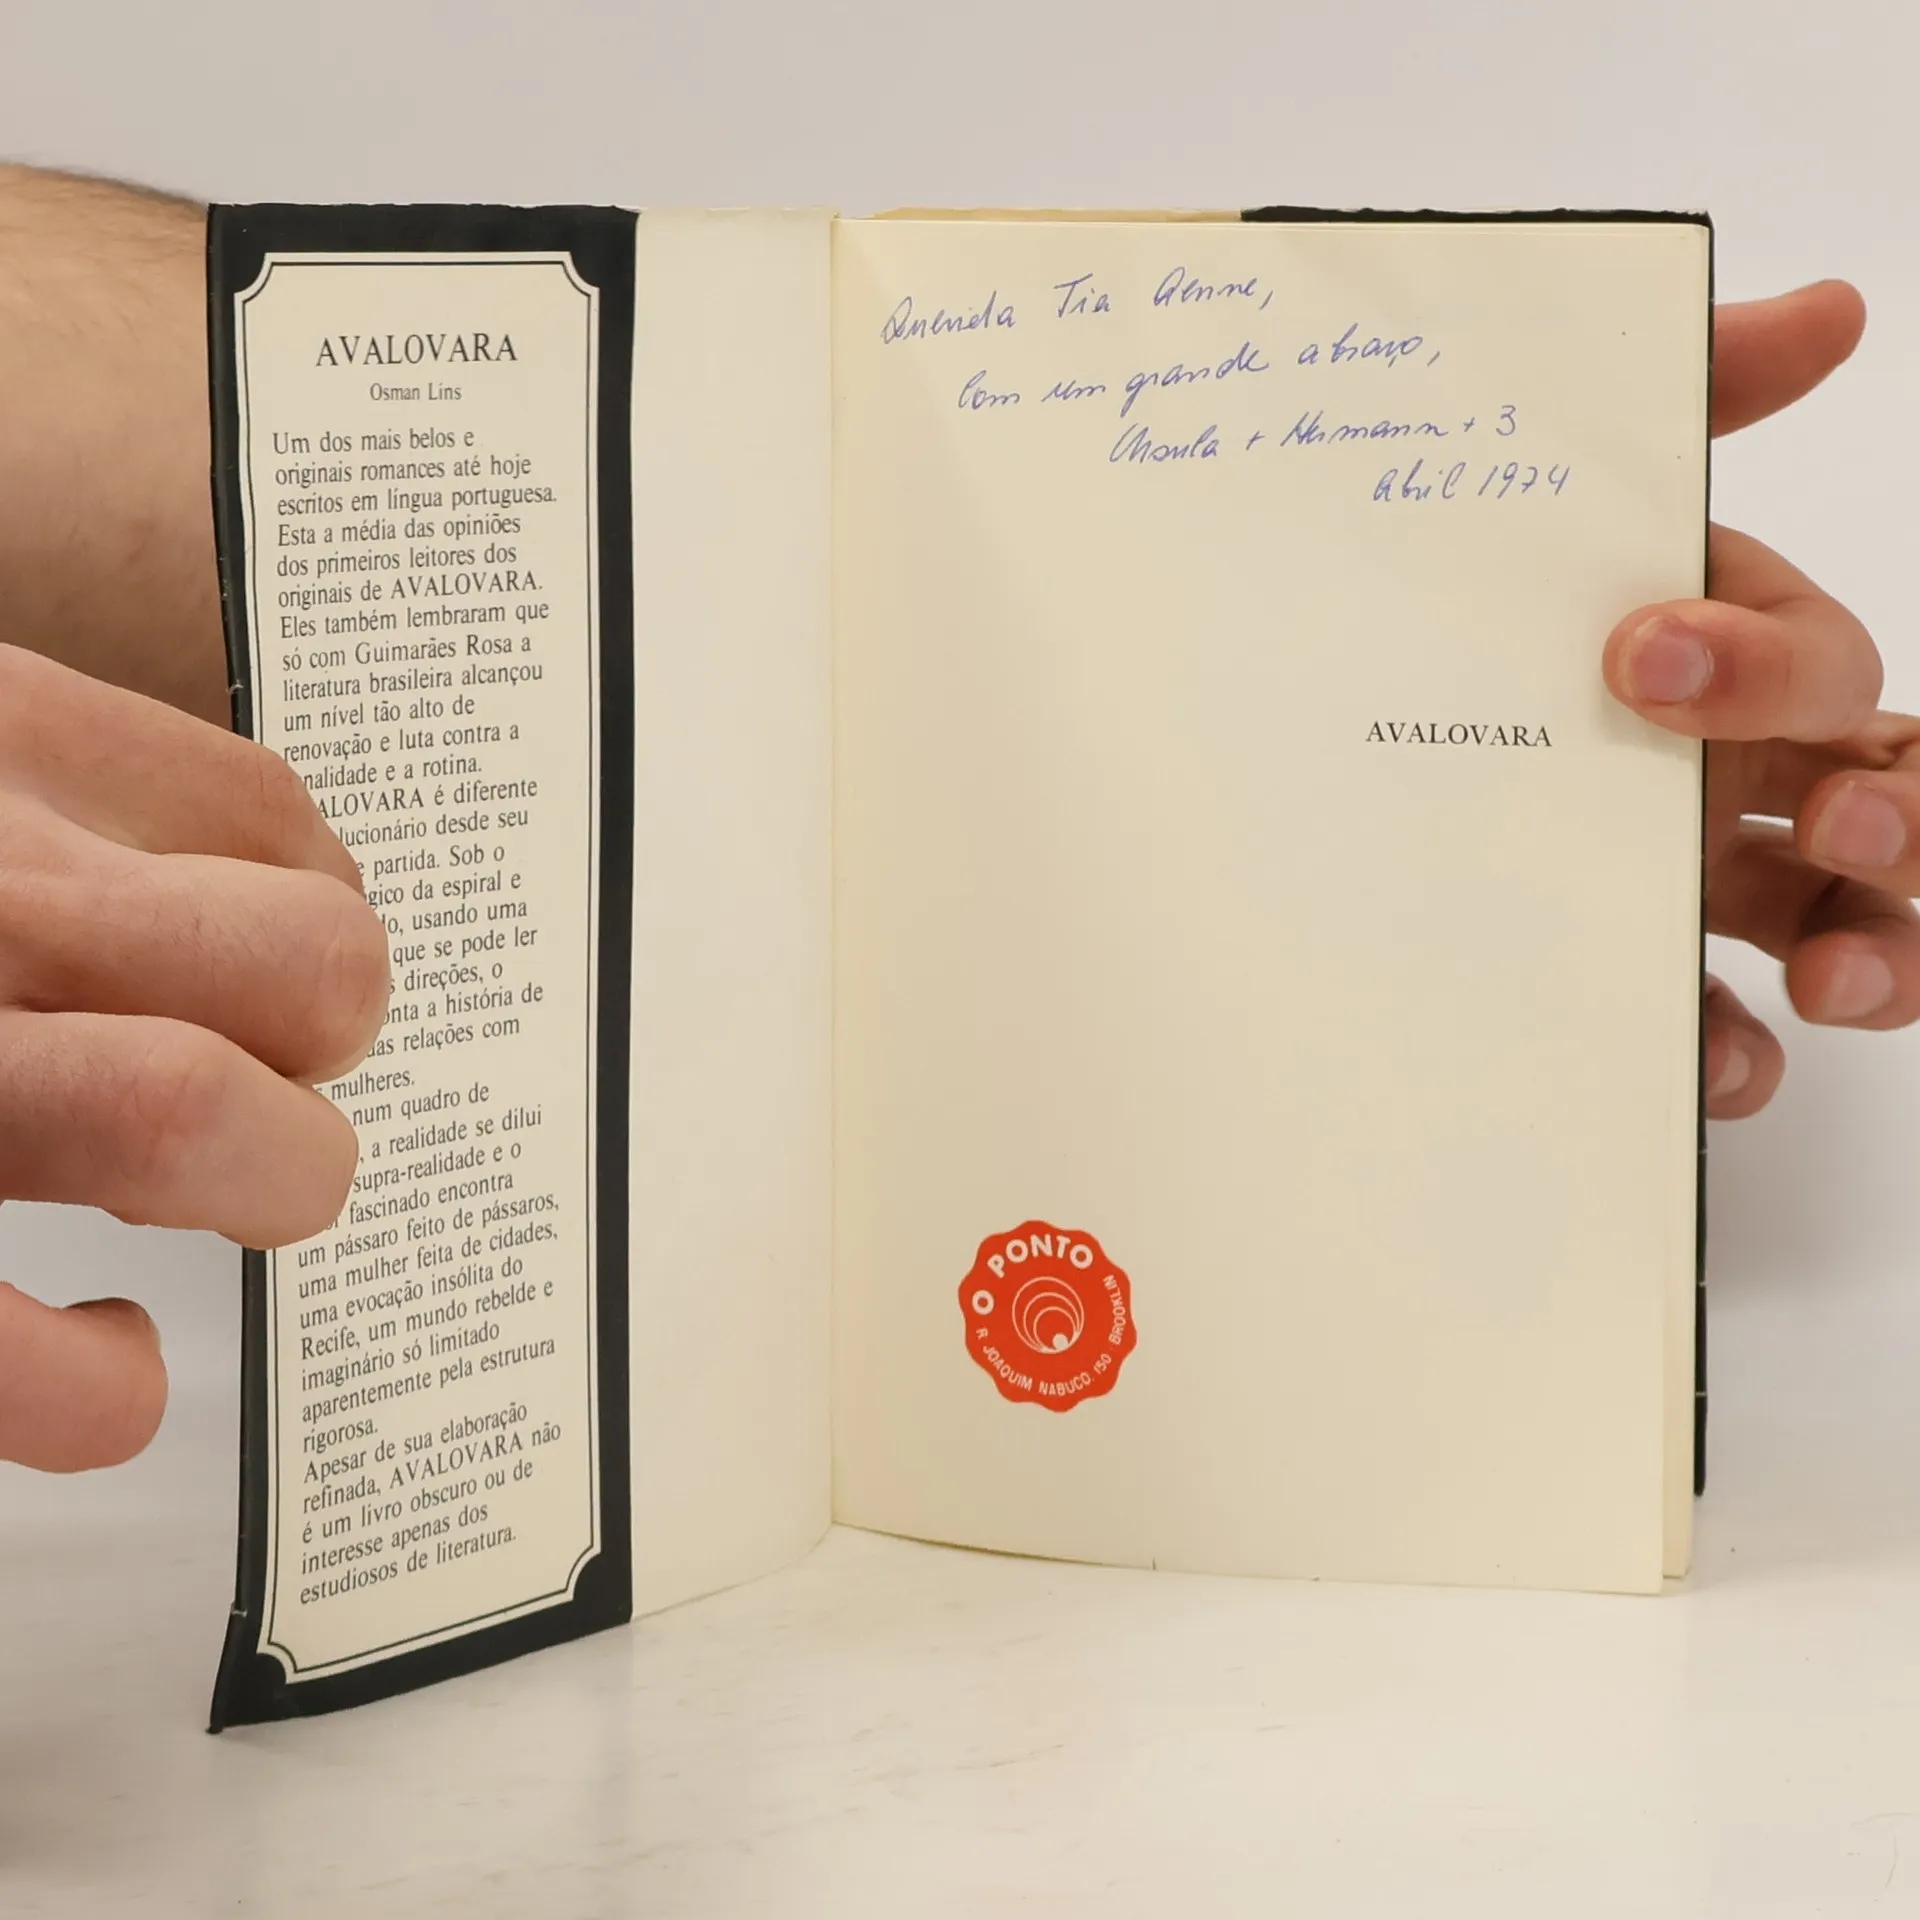 AVALOVARA
Osman Lins
Um dos mais belos e
originais romances até hoje
escritos em língua portuguesa.
Esta a média das opiniões
dos primeiros leitores dos
originais de AVALOVARA.
Eles também lembraram que
só com Guimarães Rosa a
literatura brasileira alcançou
um nível tão alto de
renovação e luta contra a
nalidade e a rotina.
ALOVARA é diferente
lucionário desde seu
e partida. Sob o
gico da espiral e
do, usando uma
que se pode ler
s direções, o
onta a história de
uas relações com
s mulheres.
num quadro de
, a realidade se dilui
supra-realidade e o
fascinado encontra
um pássaro feito de pássaros,
uma mulher feita de cidades,
uma evocação insólita do
Recife, um mundo rebelde e
imaginário só limitado
aparentemente pela estrutura
rigorosa.
Apesar de sua elaboração
refinada, AVALOVARA não
é um livro obscuro ou de
interesse apenas dos
estudiosos de literatura.
Querida Tia Aenne,
Com um grande abraço,
Ursula + Hermann + 3
Abril 1974
AVALOVARA
O PONTO
R. JOAQUIM NABUCO, 150 BROOKLIN